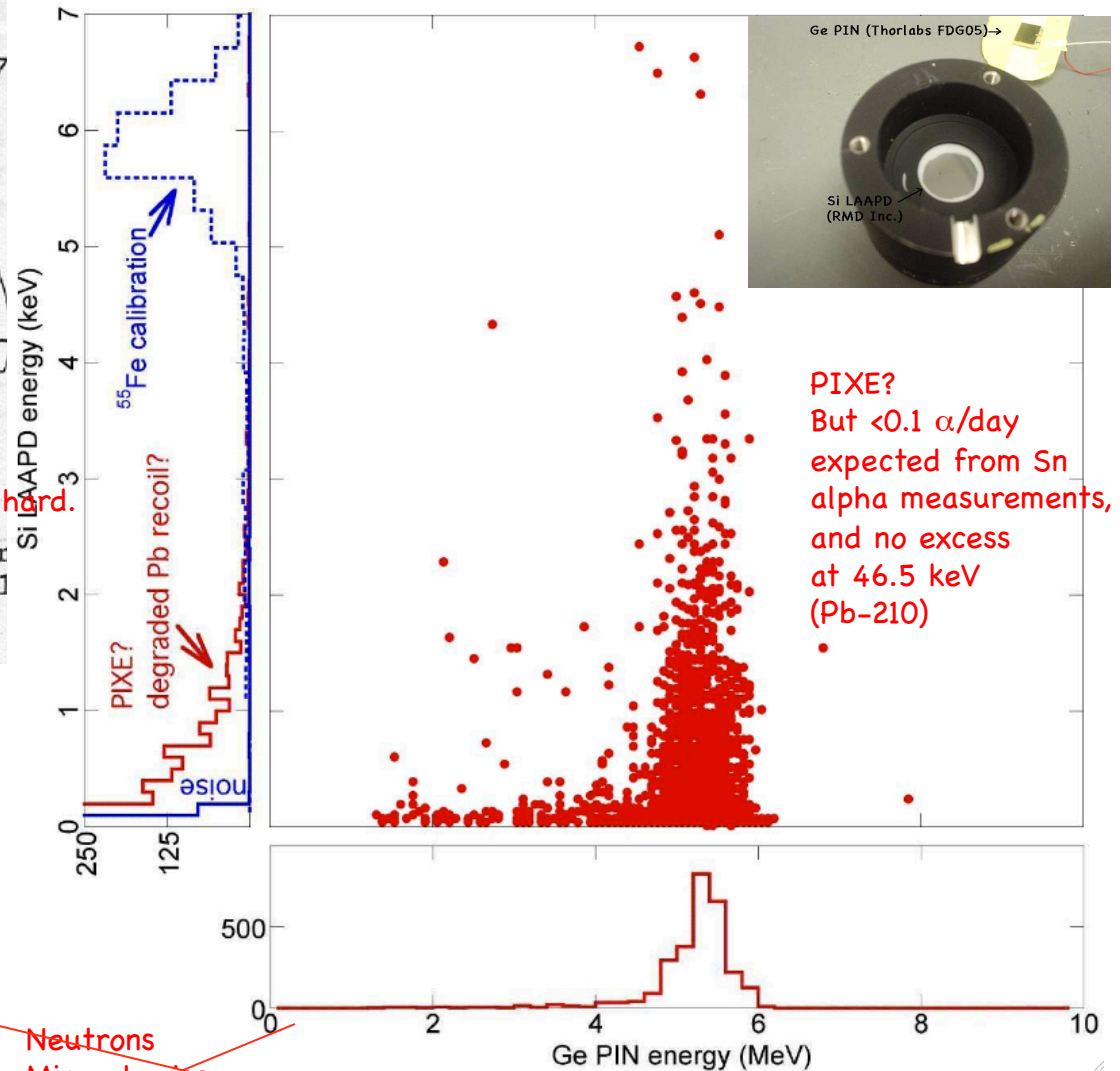 Ge PIN (Thorlabs FDG05)→
Si LAAPD
(RMD Inc.)
Si LAAPD energy (keV)
7
6
5
4
3
2
1
0
250
125
⁵⁵Fe calibration
PIXE?
degraded Pb recoil?
noise
hard.
PIXE?
But <0.1 α/day
expected from Sn
alpha measurements,
and no excess
at 46.5 keV
(Pb-210)
500
0
0
2
4
6
8
10
Ge PIN energy (MeV)
Neutrons